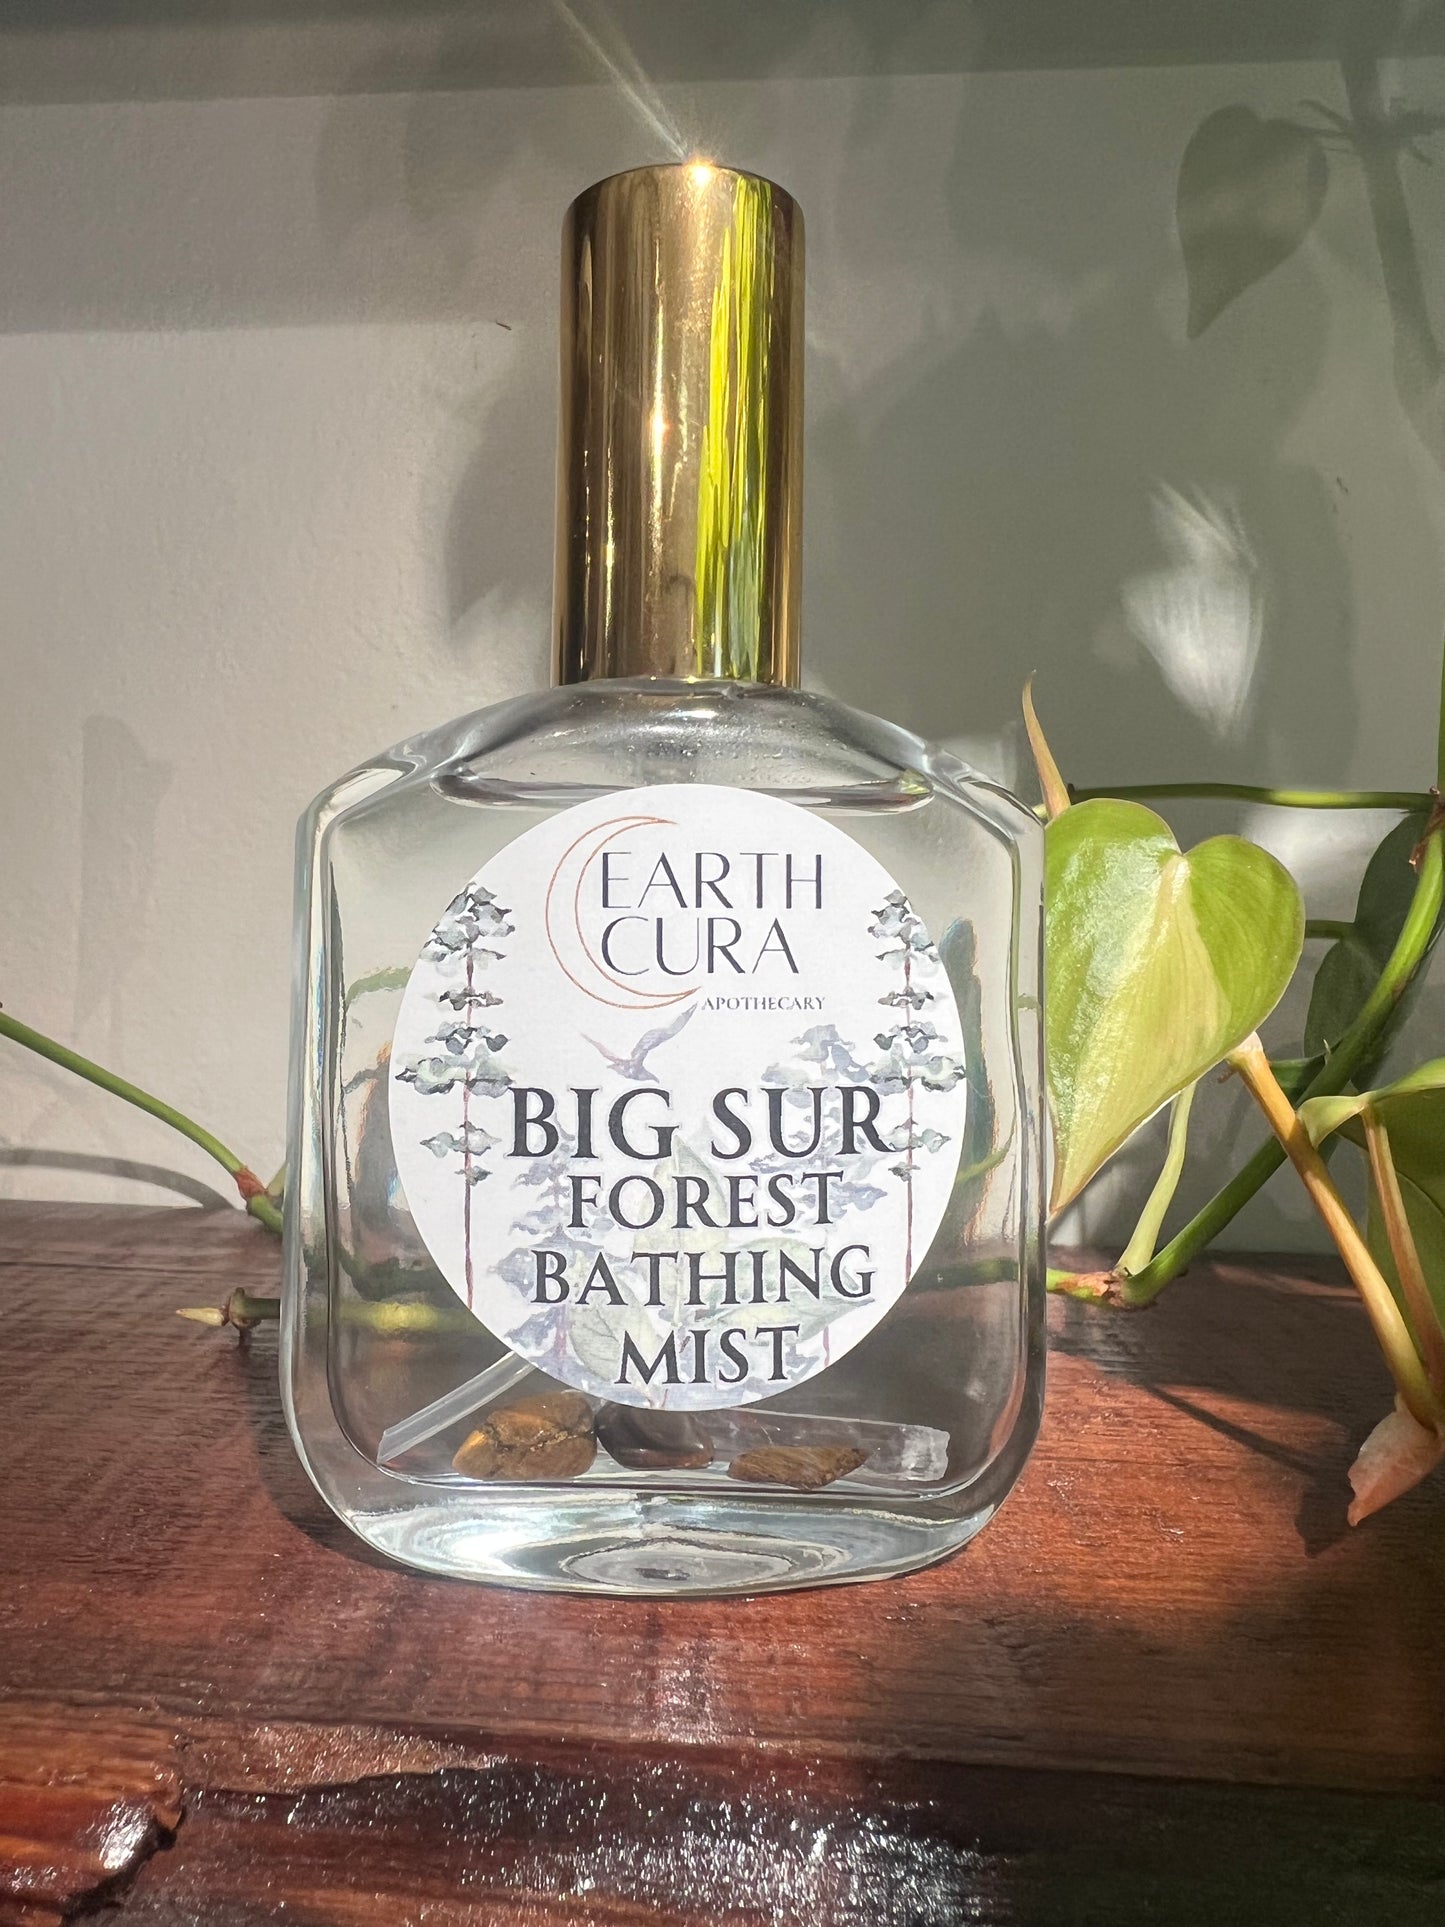 EARTH
CURA
APOTHECARY
BIG SUR
FOREST
BATHING
MIST